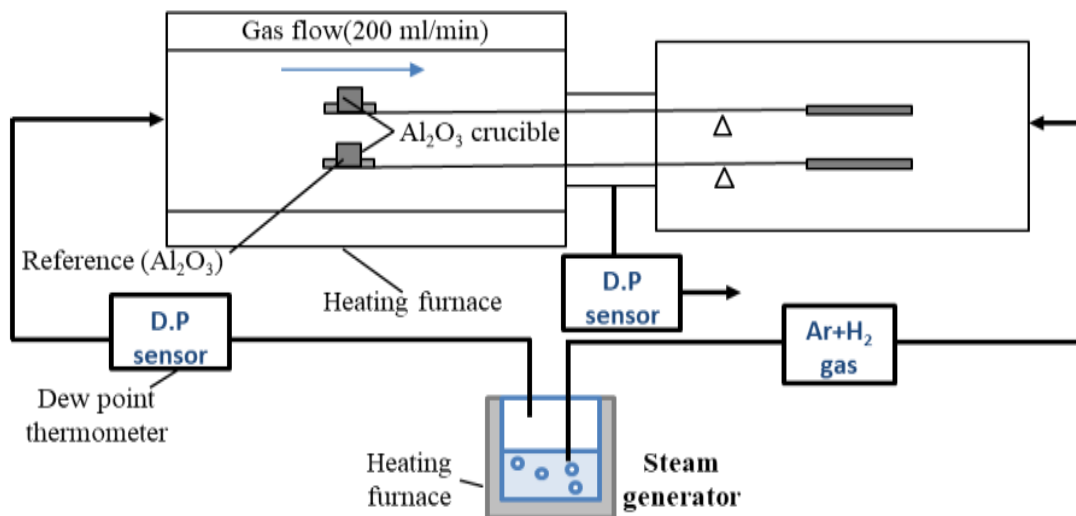 Gas flow(200 ml/min)
Al₂O₃ crucible
Reference (Al₂O₃)
Heating furnace
D.P
sensor
D.P
sensor
Ar+H₂
gas
Dew point
thermometer
Heating
furnace
Steam
generator